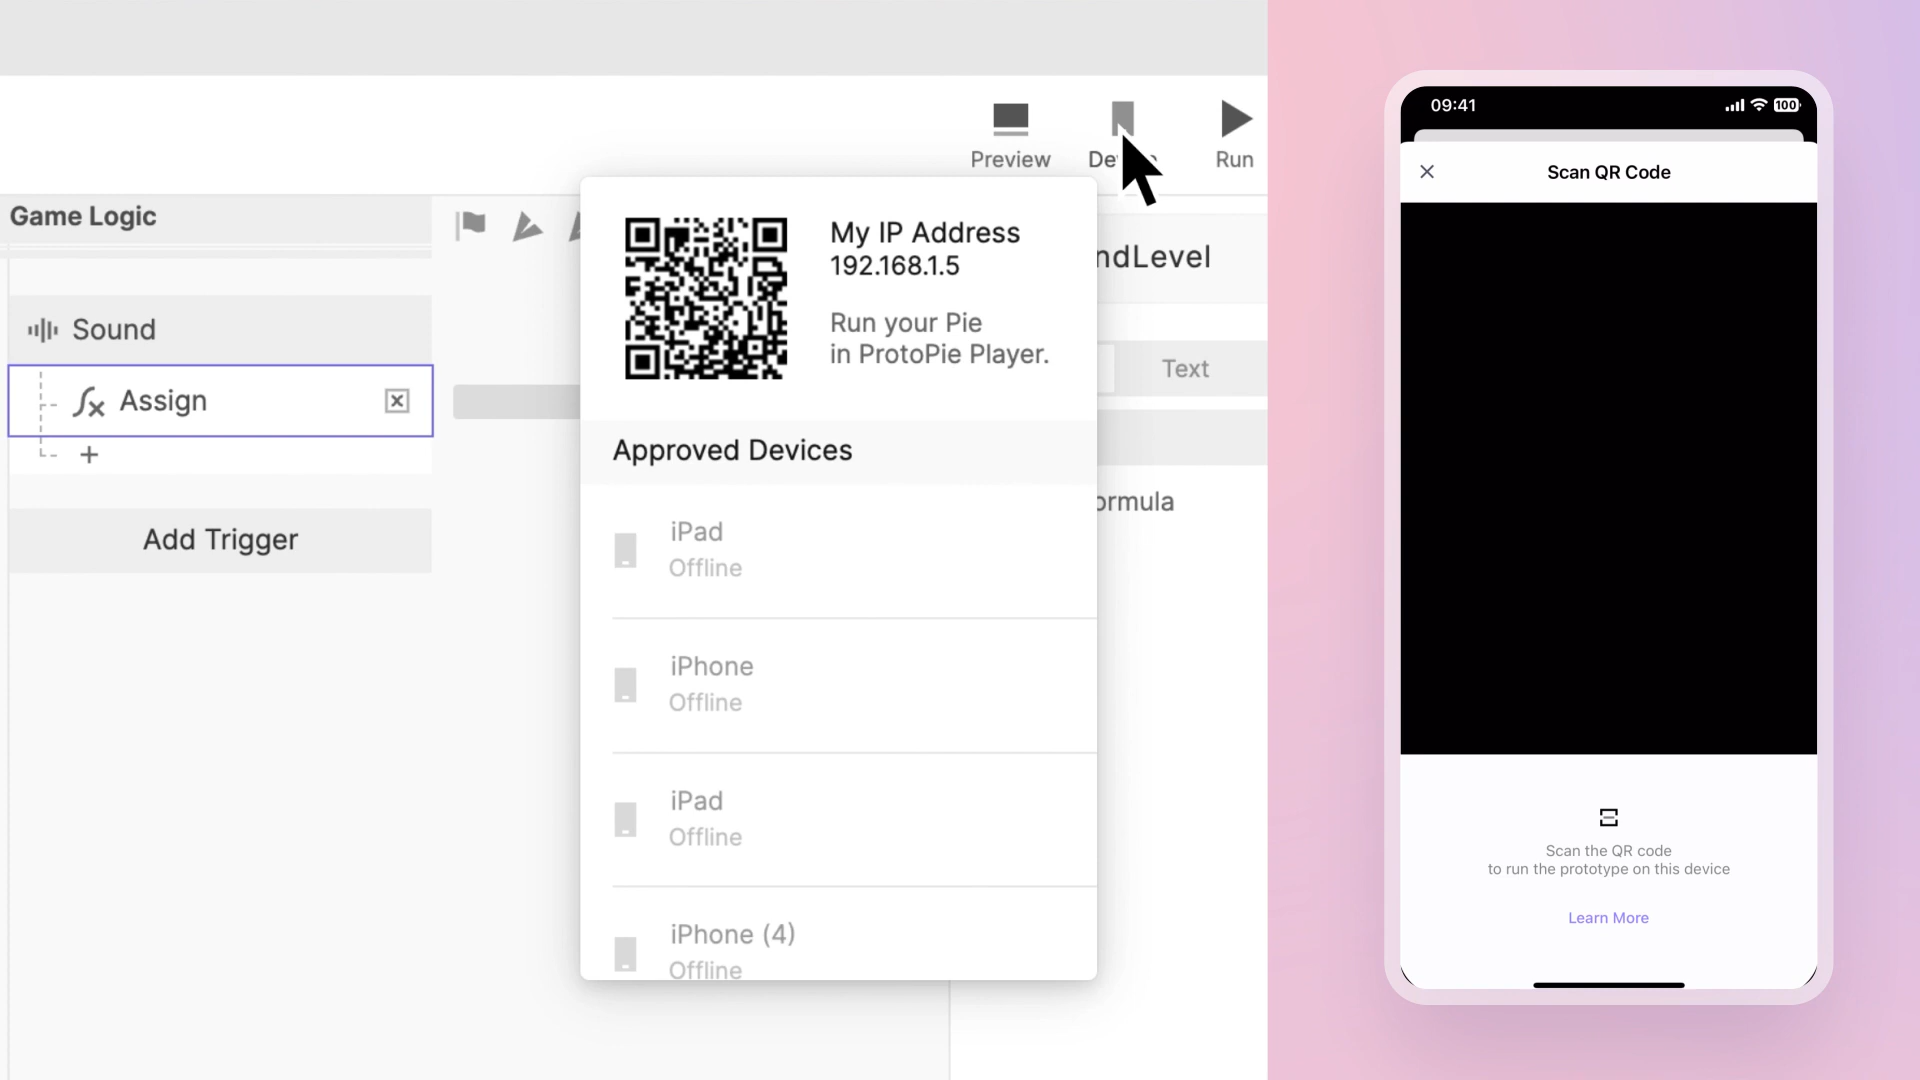 Preview
Run
Game Logic
Sound
Assign
Add Trigger
My IP Address
192.168.1.5
Run your Pie
in ProtoPie Player.
Approved Devices
iPad
Offline
iPhone
Offline
iPad
Offline
iPhone (4)
Offline
ndLevel
Text
ormula
09:41
100
Scan QR Code
Scan the QR code
to run the prototype on this device
Learn More